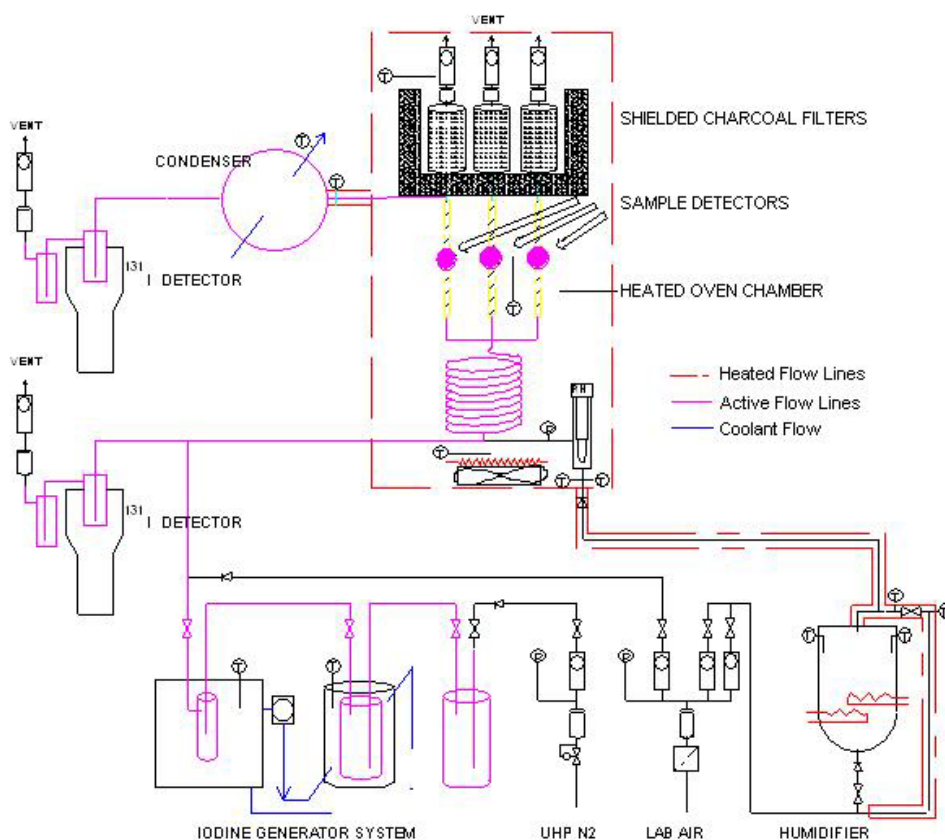 VENT
T
SHIELDED CHARCOAL FILTERS
VENT
CONDENSER
T
T
SAMPLE DETECTORS
131
I DETECTOR
T
HEATED OVEN CHAMBER
VENT
Heated Flow Lines
RH
Active Flow Lines
P
Coolant Flow
T
T
T
131
I DETECTOR
T
T
T
T
T
T
P
P
IODINE GENERATOR SYSTEM
UHP N2
LAB AIR
HUMIDIFIER